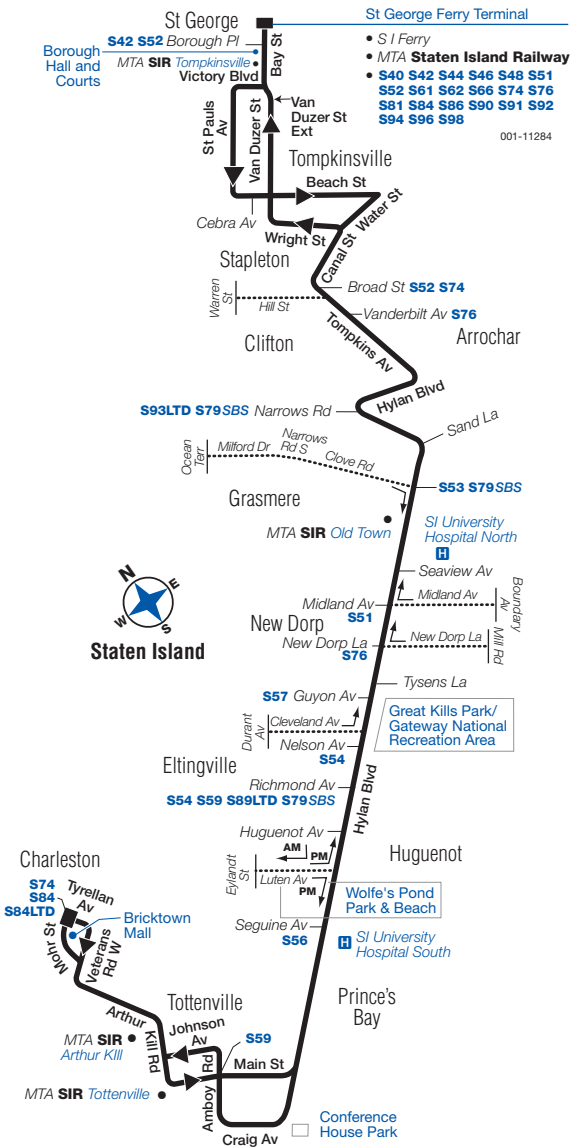 St George
St George Ferry Terminal
S42 S52 Borough Pl
Bay St
• S I Ferry
Borough
Hall and
Courts
MTA SIR Tompkinsville
• MTA Staten Island Railway
Victory Blvd
• S40 S42 S44 S46 S48 S51
S52 S61 S62 S66 S74 S76
S81 S84 S86 S90 S91 S92
S94 S96 S98
001-11284
St Pauls
Av
Van Duzer St
Van
Duzer St
Ext
Tompkinsville
Beach St
Cebra Av
Wright St
Water St
Canal St
Stapleton
Broad St S52 S74
Warren
St
Hill St
Vanderbilt Av S76
Tompkins Av
Arrochar
Clifton
Hylan Blvd
S93LTD S79SBS Narrows Rd
Sand La
Ocean
Terr
Milford Dr
Narrows
Rd S
Clove Rd
S53 S79SBS
Grasmere
MTA SIR Old Town
SI University
Hospital North
H
Seaview Av
N
E
W
S
Staten Island
Midland Av
S51
Midland Av
Boundary
Av
New Dorp
New Dorp La
S76
New Dorp La
Mill Rd
Tysens La
S57 Guyon Av
Great Kills Park/
Gateway National
Recreation Area
Durant
Av
Cleveland Av
Nelson Av
S54
Eltingville
Richmond Av
S54 S59 S89LTD S79SBS
Hylan Blvd
Huguenot Av
AM
PM
Huguenot
Eylandt
St
Luten Av
PM
Wolfe's Pond
Park & Beach
Charleston
S74
S84
S84LTD
Tyrellan
Av
Bricktown
Mall
Mohr St
Veterans
Rd W
Seguine Av
S56
H
SI University
Hospital South
Prince's
Bay
Tottenville
Arthur
Kill Rd
Johnson
Av
S59
MTA SIR
Arthur KIll
Main St
Amboy Rd
MTA SIR Tottenville
Craig Av
Conference
House Park